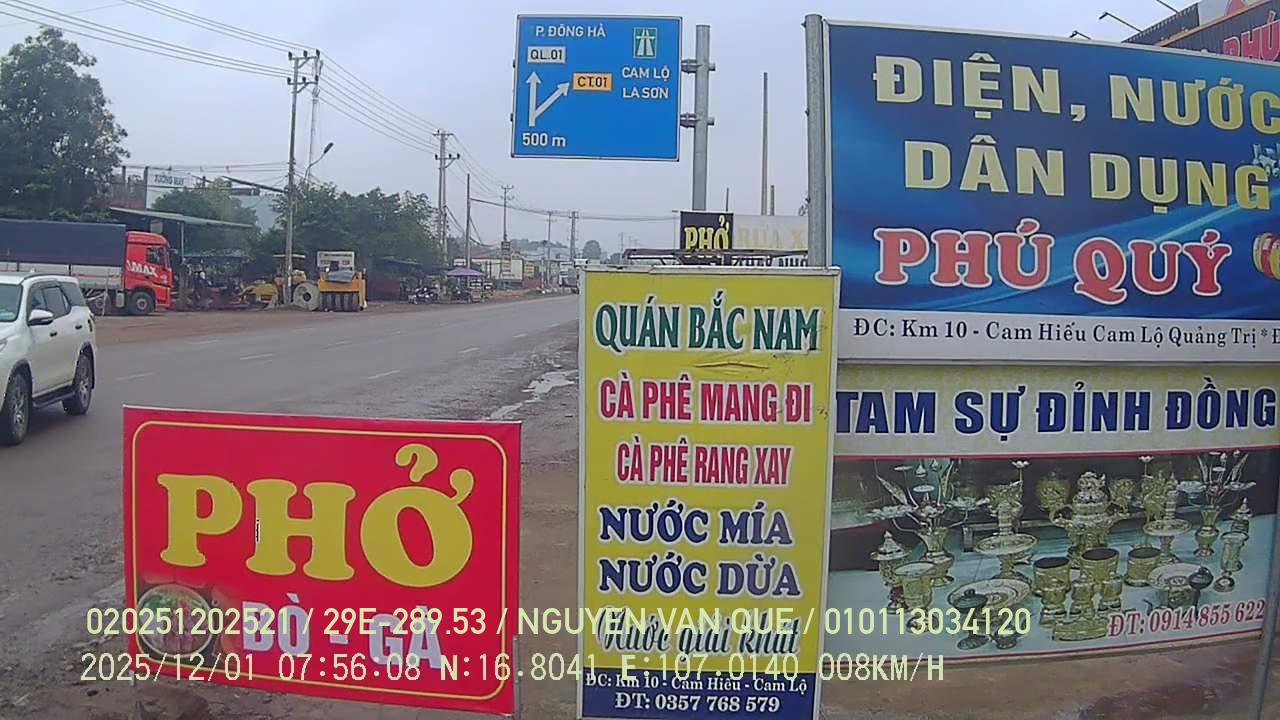 P. ĐÔNG HÀ
QL.01
CT.01
CAM LỘ
LA SƠN
500 m
ĐIỆN, NƯỚC
DÂN DỤNG
PHÚ QUÝ
ĐC: Km 10 - Cam Hiếu Cam Lộ Quảng Trị *
TAM SỰ ĐỈNH ĐỒNG
ĐT: 0914 855 622
PHỞ
QUÁN BẮC NAM
CÀ PHÊ MANG ĐI
CÀ PHÊ RANG XAY
NƯỚC MÍA
NƯỚC DỪA
Nước giải khát
ĐC: Km 10 - Cam Hiếu - Cam Lộ
ĐT: 0357 768 579
PHỞ
BÒ - GÀ
020251202521 / 29E-289.53 / NGUYEN VAN QUE / 010113034120
2025/12/01 07:56:08 N:16.8041 E:107.0140 008KM/H